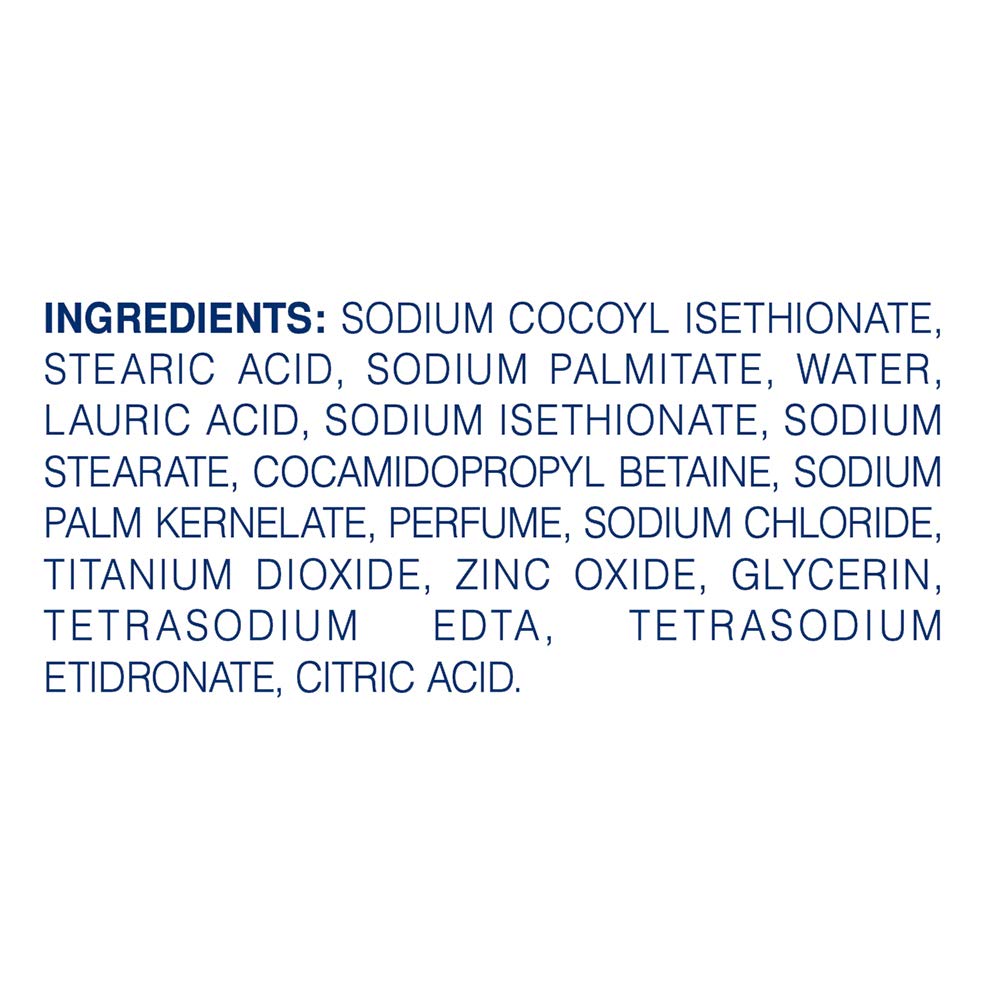 INGREDIENTS: SODIUM COCOYL ISETHIONATE,
STEARIC ACID, SODIUM PALMITATE, WATER,
LAURIC ACID, SODIUM ISETHIONATE, SODIUM
STEARATE, COCAMIDOPROPYL BETAINE, SODIUM
PALM KERNELATE, PERFUME, SODIUM CHLORIDE,
TITANIUM DIOXIDE, ZINC OXIDE, GLYCERIN,
TETRASODIUM EDTA, TETRASODIUM
ETIDRONATE, CITRIC ACID.